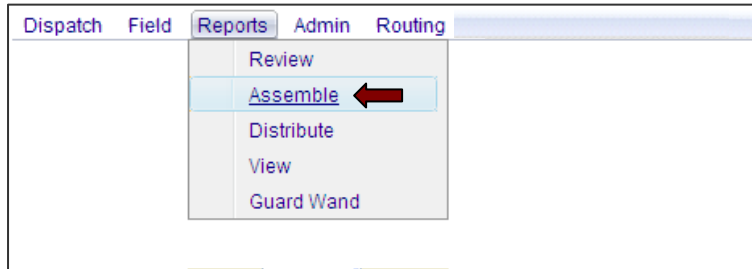 Dispatch Field Reports Admin Routing
Review
Assemble
Distribute
View
Guard Wand